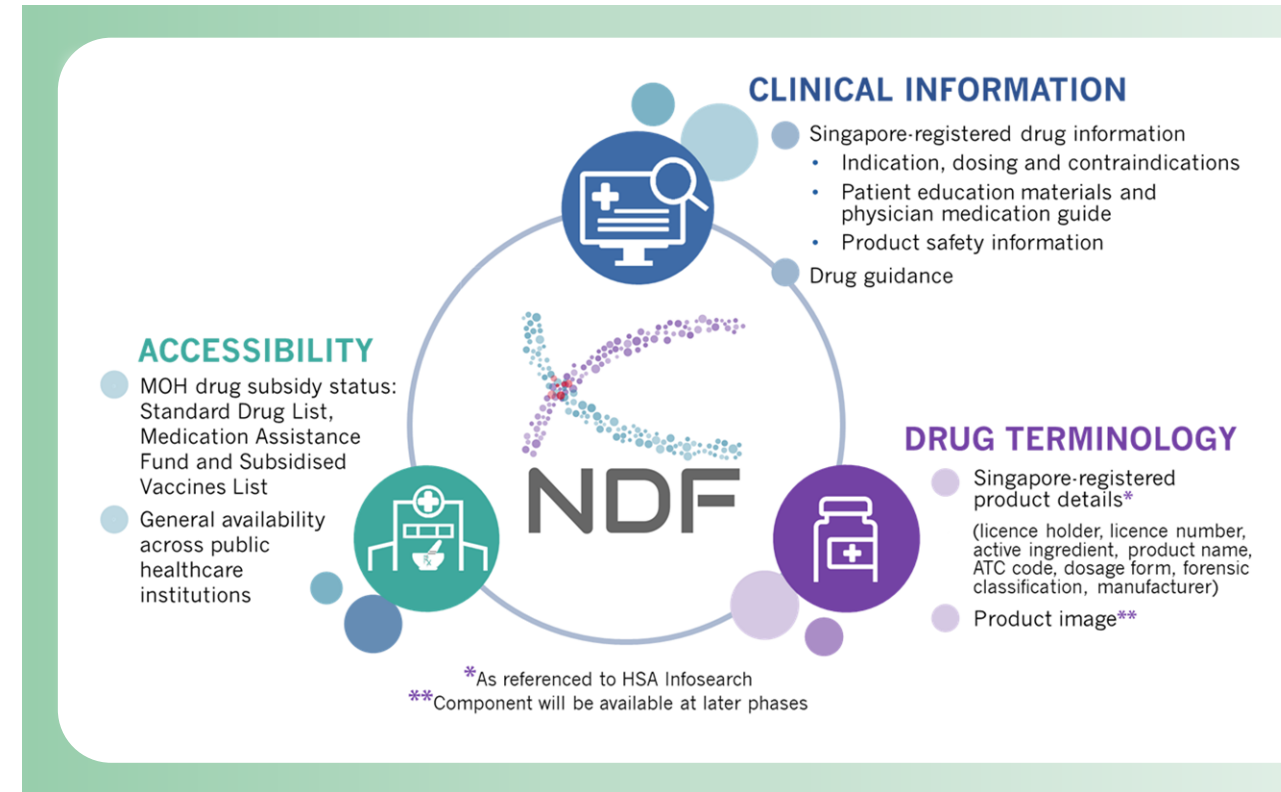 CLINICAL INFORMATION
Singapore-registered drug information
• Indication, dosing and contraindications
• Patient education materials and
physician medication guide
• Product safety information
Drug guidance
ACCESSIBILITY
MOH drug subsidy status:
Standard Drug List,
Medication Assistance
Fund and Subsidised
Vaccines List
General availability
across public
healthcare
institutions
NDF
DRUG TERMINOLOGY
Singapore-registered
product details*
(licence holder, licence number,
active ingredient, product name,
ATC code, dosage form, forensic
classification, manufacturer)
Product image**
*As referenced to HSA Infosearch
**Component will be available at later phases